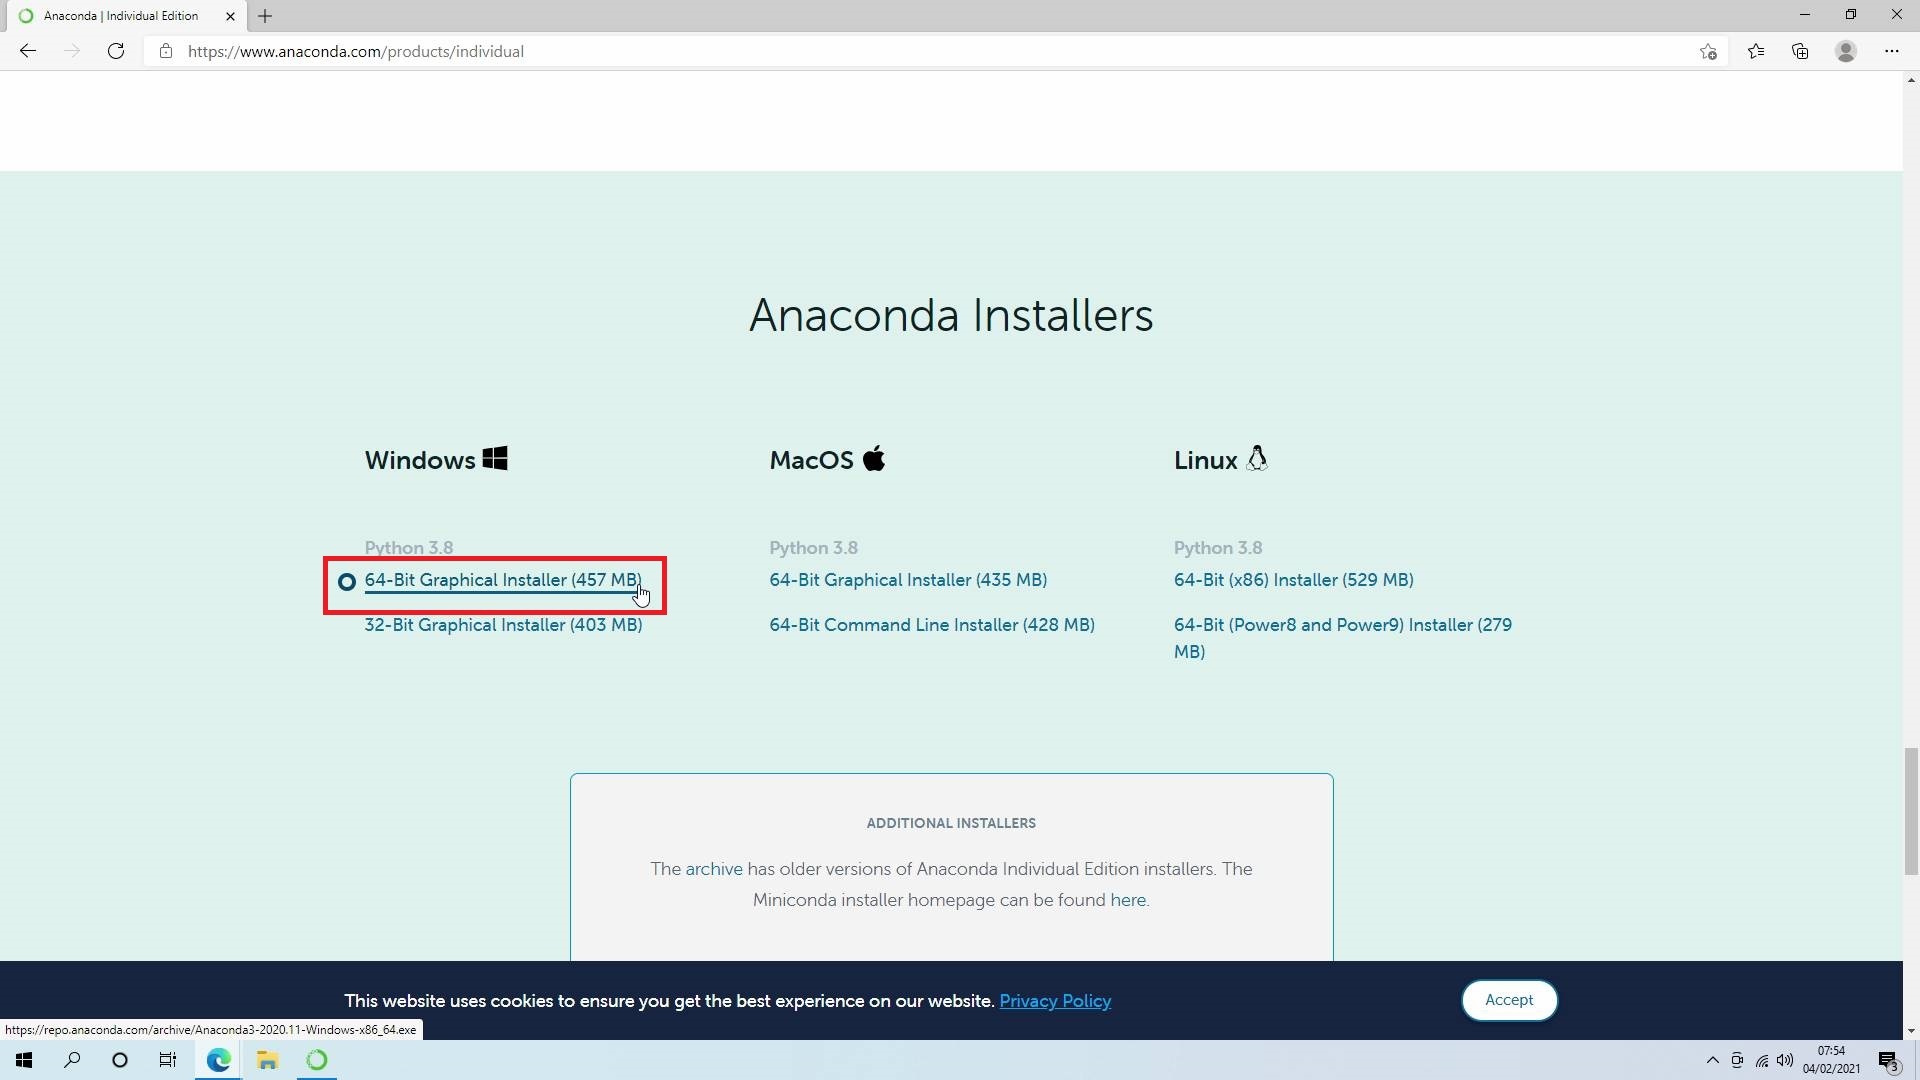 Anaconda | Individual Edition
https://www.anaconda.com/products/individual
Anaconda Installers
Windows
MacOS
Linux
Python 3.8
64-Bit Graphical Installer (457 MB)
32-Bit Graphical Installer (403 MB)
Python 3.8
64-Bit Graphical Installer (435 MB)
64-Bit Command Line Installer (428 MB)
Python 3.8
64-Bit (x86) Installer (529 MB)
64-Bit (Power8 and Power9) Installer (279
MB)
ADDITIONAL INSTALLERS
The archive has older versions of Anaconda Individual Edition installers. The
Miniconda installer homepage can be found here.
This website uses cookies to ensure you get the best experience on our website. Privacy Policy
Accept
https://repo.anaconda.com/archive/Anaconda3-2020.11-Windows-x86_64.exe
07:54
04/02/2021
3